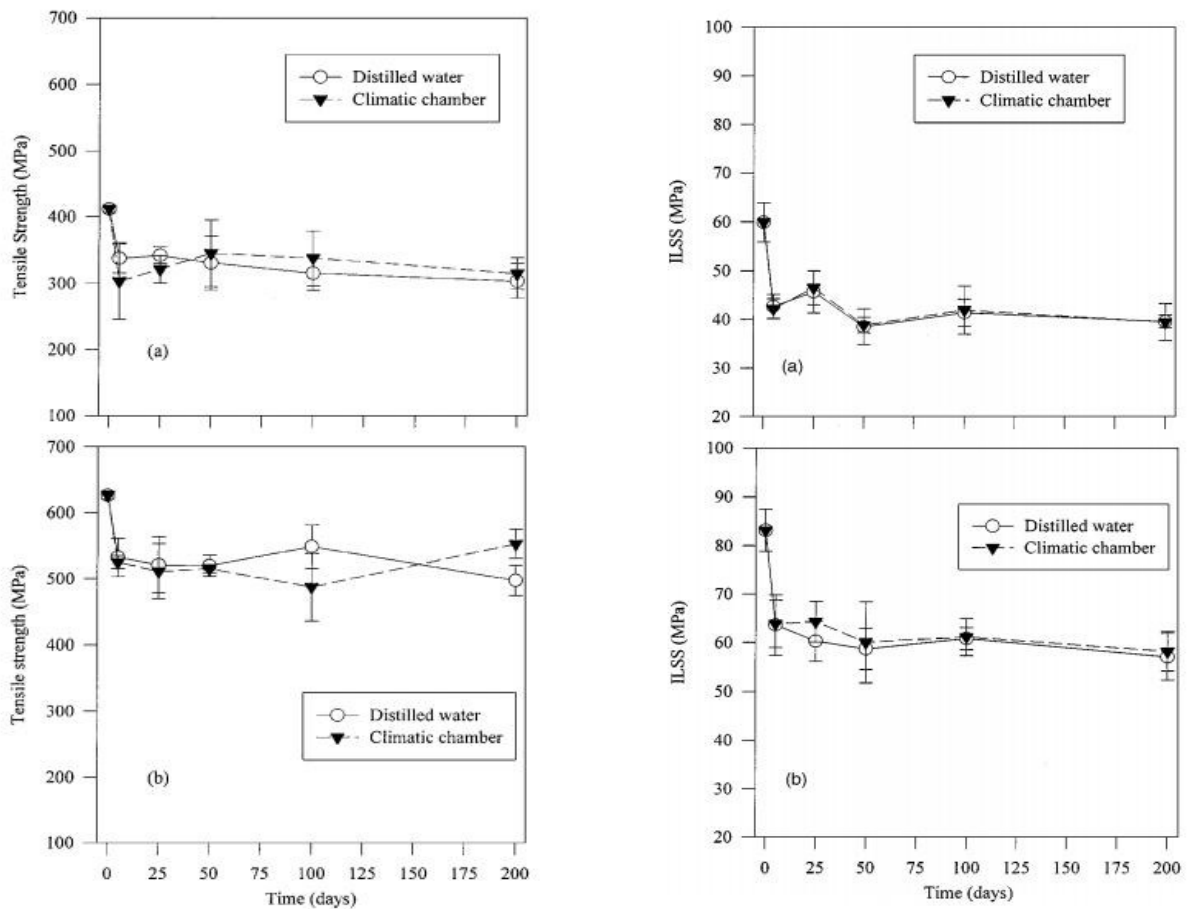 700
600
500
400
300
200
100
Tensile Strength (MPa)
Distilled water
Climatic chamber
(a)
100
90
80
70
60
50
40
30
20
ILSS (MPa)
Distilled water
Climatic chamber
(a)
700
600
500
400
300
200
100
Tensile strength (MPa)
Distilled water
Climatic chamber
(b)
0 25 50 75 100 125 150 175 200
Time (days)
100
90
80
70
60
50
40
30
20
ILSS (MPa)
Distilled water
Climatic chamber
(b)
0 25 50 75 100 125 150 175 200
Time (days)